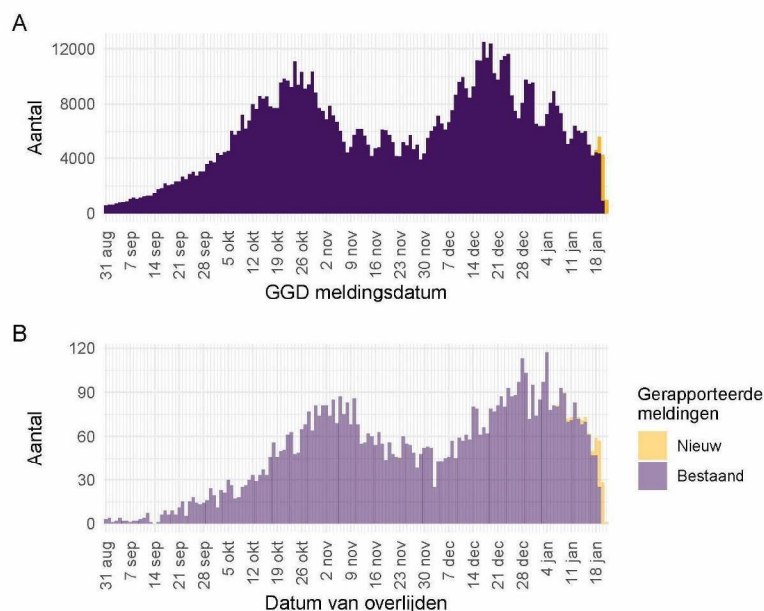 A
Aantal
12000
8000
4000
0
31 aug
7 sep
14 sep
21 sep
28 sep
5 okt
12 okt
19 okt
26 okt
2 nov
9 nov
16 nov
23 nov
30 nov
7 dec
14 dec
21 dec
28 dec
4 jan
11 jan
18 jan
GGD meldingsdatum
B
Aantal
120
90
60
30
0
31 aug
7 sep
14 sep
21 sep
28 sep
5 okt
12 okt
19 okt
26 okt
2 nov
9 nov
16 nov
23 nov
30 nov
7 dec
14 dec
21 dec
28 dec
4 jan
11 jan
18 jan
Datum van overlijden
Gerapporteerde
meldingen
Nieuw
Bestaand